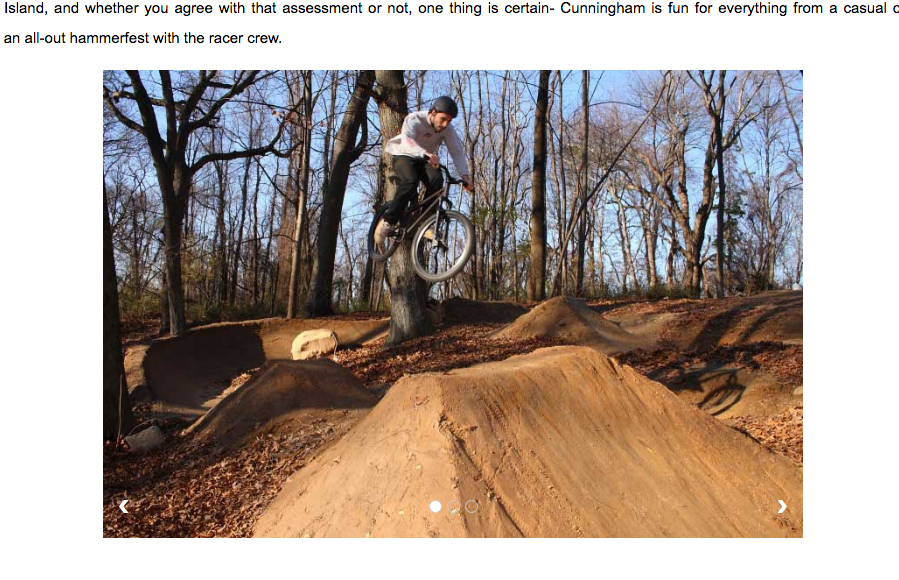 Island, and whether you agree with that assessment or not, one thing is certain- Cunningham is fun for everything from a casual
an all-out hammerfest with the racer crew.